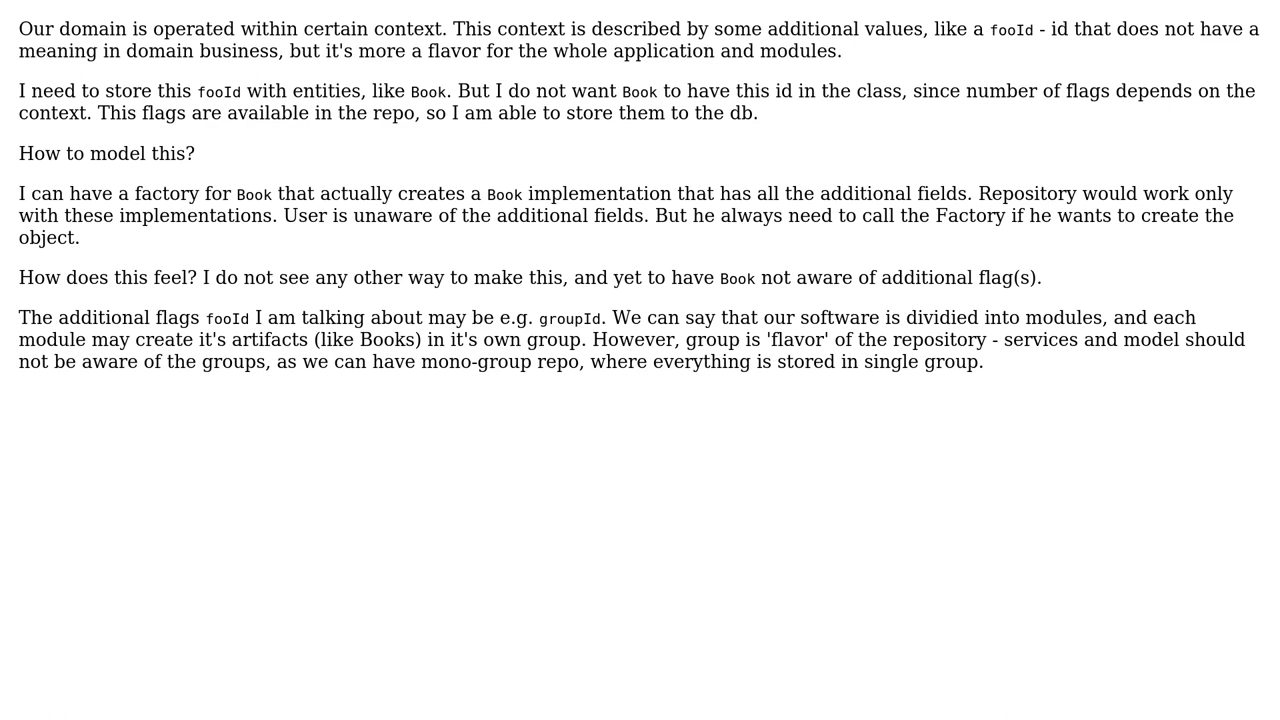 Our domain is operated within certain context. This context is described by some additional values, like a fooId - id that does not have a
meaning in domain business, but it's more a flavor for the whole application and modules.
I need to store this fooId with entities, like Book. But I do not want Book to have this id in the class, since number of flags depends on the
context. This flags are available in the repo, so I am able to store them to the db.
How to model this?
I can have a factory for Book that actually creates a Book implementation that has all the additional fields. Repository would work only
with these implementations. User is unaware of the additional fields. But he always need to call the Factory if he wants to create the
object.
How does this feel? I do not see any other way to make this, and yet to have Book not aware of additional flag(s).
The additional flags fooId I am talking about may be e.g. groupId. We can say that our software is dividied into modules, and each
module may create it's artifacts (like Books) in it's own group. However, group is 'flavor' of the repository - services and model should
not be aware of the groups, as we can have mono-group repo, where everything is stored in single group.